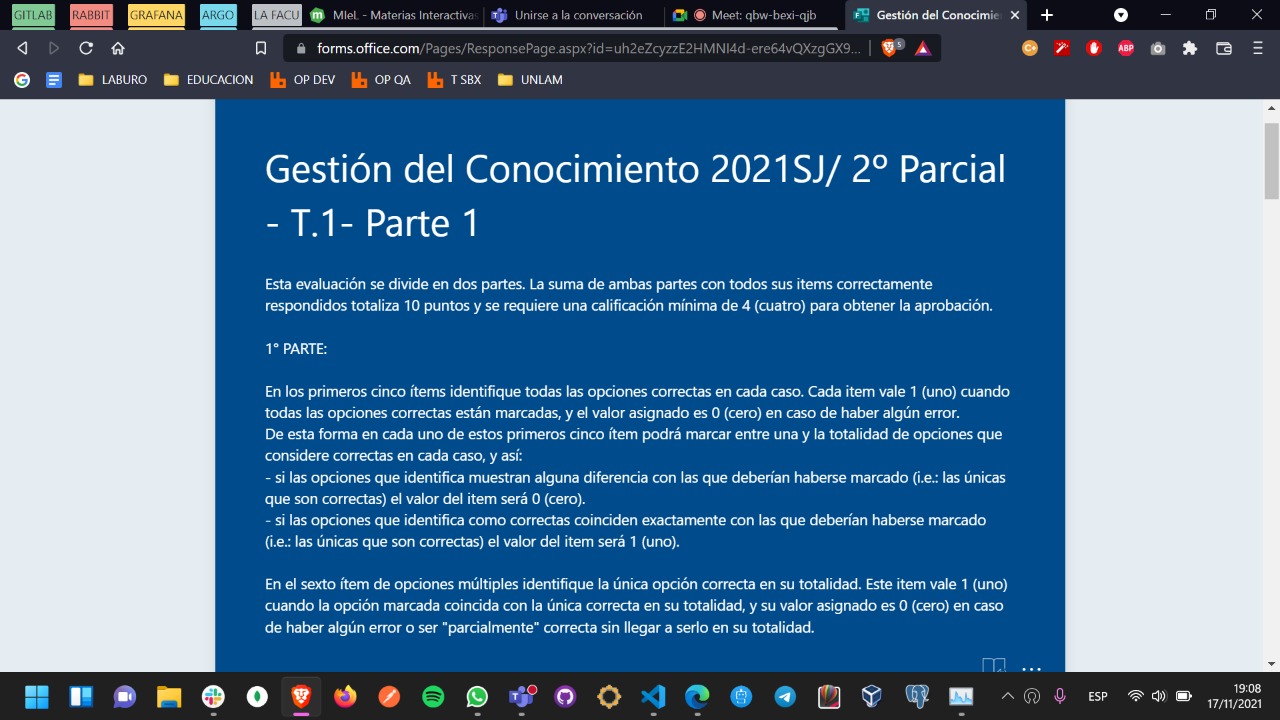 GITLAB RABBIT GRAFANA ARGO LA FACU MIeL - Materias Interactivas Unirse a la conversación Meet: qbw-bexi-qjb Gestión del Conocimie
forms.office.com/Pages/ResponsePage.aspx?id=uh2eZcyzzE2HMNI4d-ere64vQXzgGX9... 5 C+ ABP
LABURO EDUCACION OP DEV OP QA T SBX UNLAM
Gestión del Conocimiento 2021SJ/ 2º Parcial
- T.1- Parte 1
Esta evaluación se divide en dos partes. La suma de ambas partes con todos sus items correctamente
respondidos totaliza 10 puntos y se requiere una calificación mínima de 4 (cuatro) para obtener la aprobación.
1° PARTE:
En los primeros cinco ítems identifique todas las opciones correctas en cada caso. Cada item vale 1 (uno) cuando
todas las opciones correctas están marcadas, y el valor asignado es 0 (cero) en caso de haber algún error.
De esta forma en cada uno de estos primeros cinco ítem podrá marcar entre una y la totalidad de opciones que
considere correctas en cada caso, y así:
- si las opciones que identifica muestran alguna diferencia con las que deberían haberse marcado (i.e.: las únicas
que son correctas) el valor del item será 0 (cero).
- si las opciones que identifica como correctas coinciden exactamente con las que deberían haberse marcado
(i.e.: las únicas que son correctas) el valor del item será 1 (uno).
En el sexto ítem de opciones múltiples identifique la única opción correcta en su totalidad. Este item vale 1 (uno)
cuando la opción marcada coincida con la única correcta en su totalidad, y su valor asignado es 0 (cero) en caso
de haber algún error o ser "parcialmente" correcta sin llegar a serlo en su totalidad.
ESP 19:08
17/11/2021